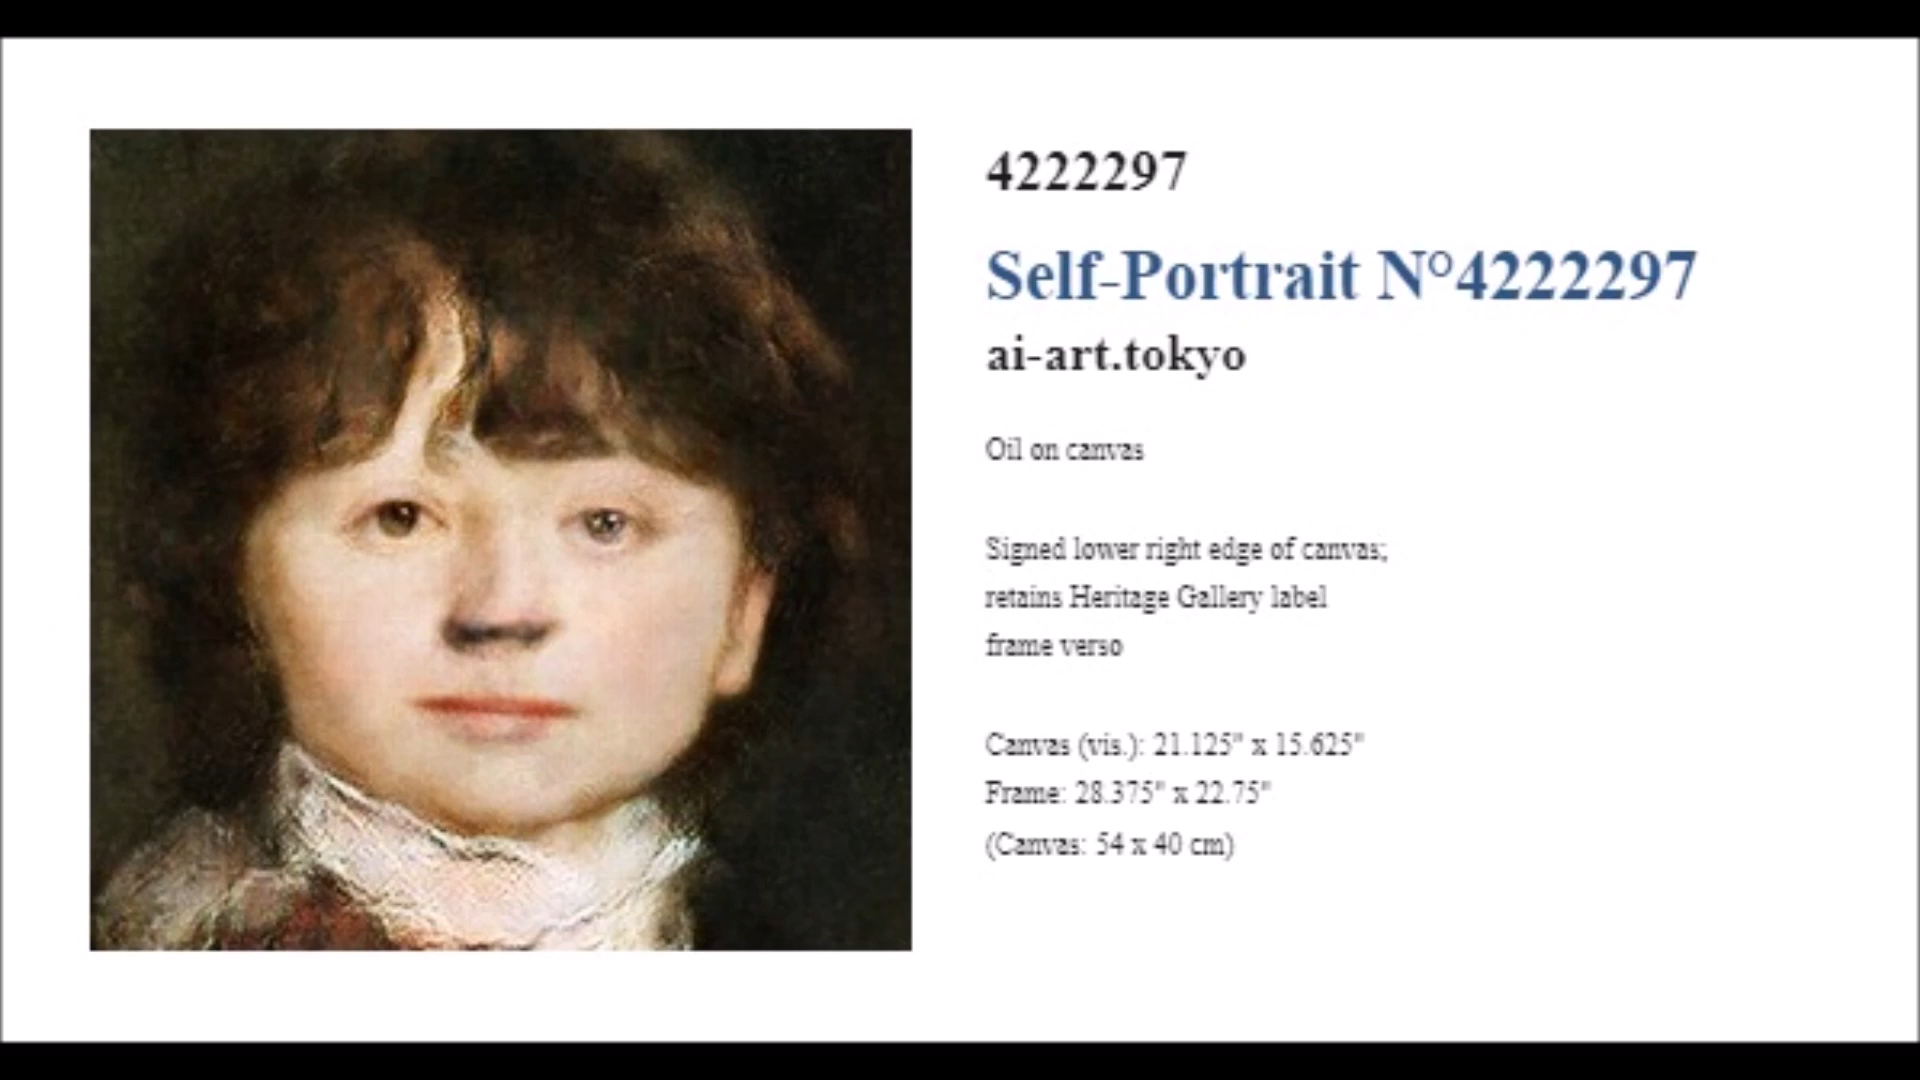 4222297
Self-Portrait N°4222297
ai-art.tokyo
Oil on canvas
Signed lower right edge of canvas;
retains Heritage Gallery label
frame verso
Canvas (vis.): 21.125" x 15.625"
Frame: 28.375" x 22.75"
(Canvas: 54 x 40 cm)